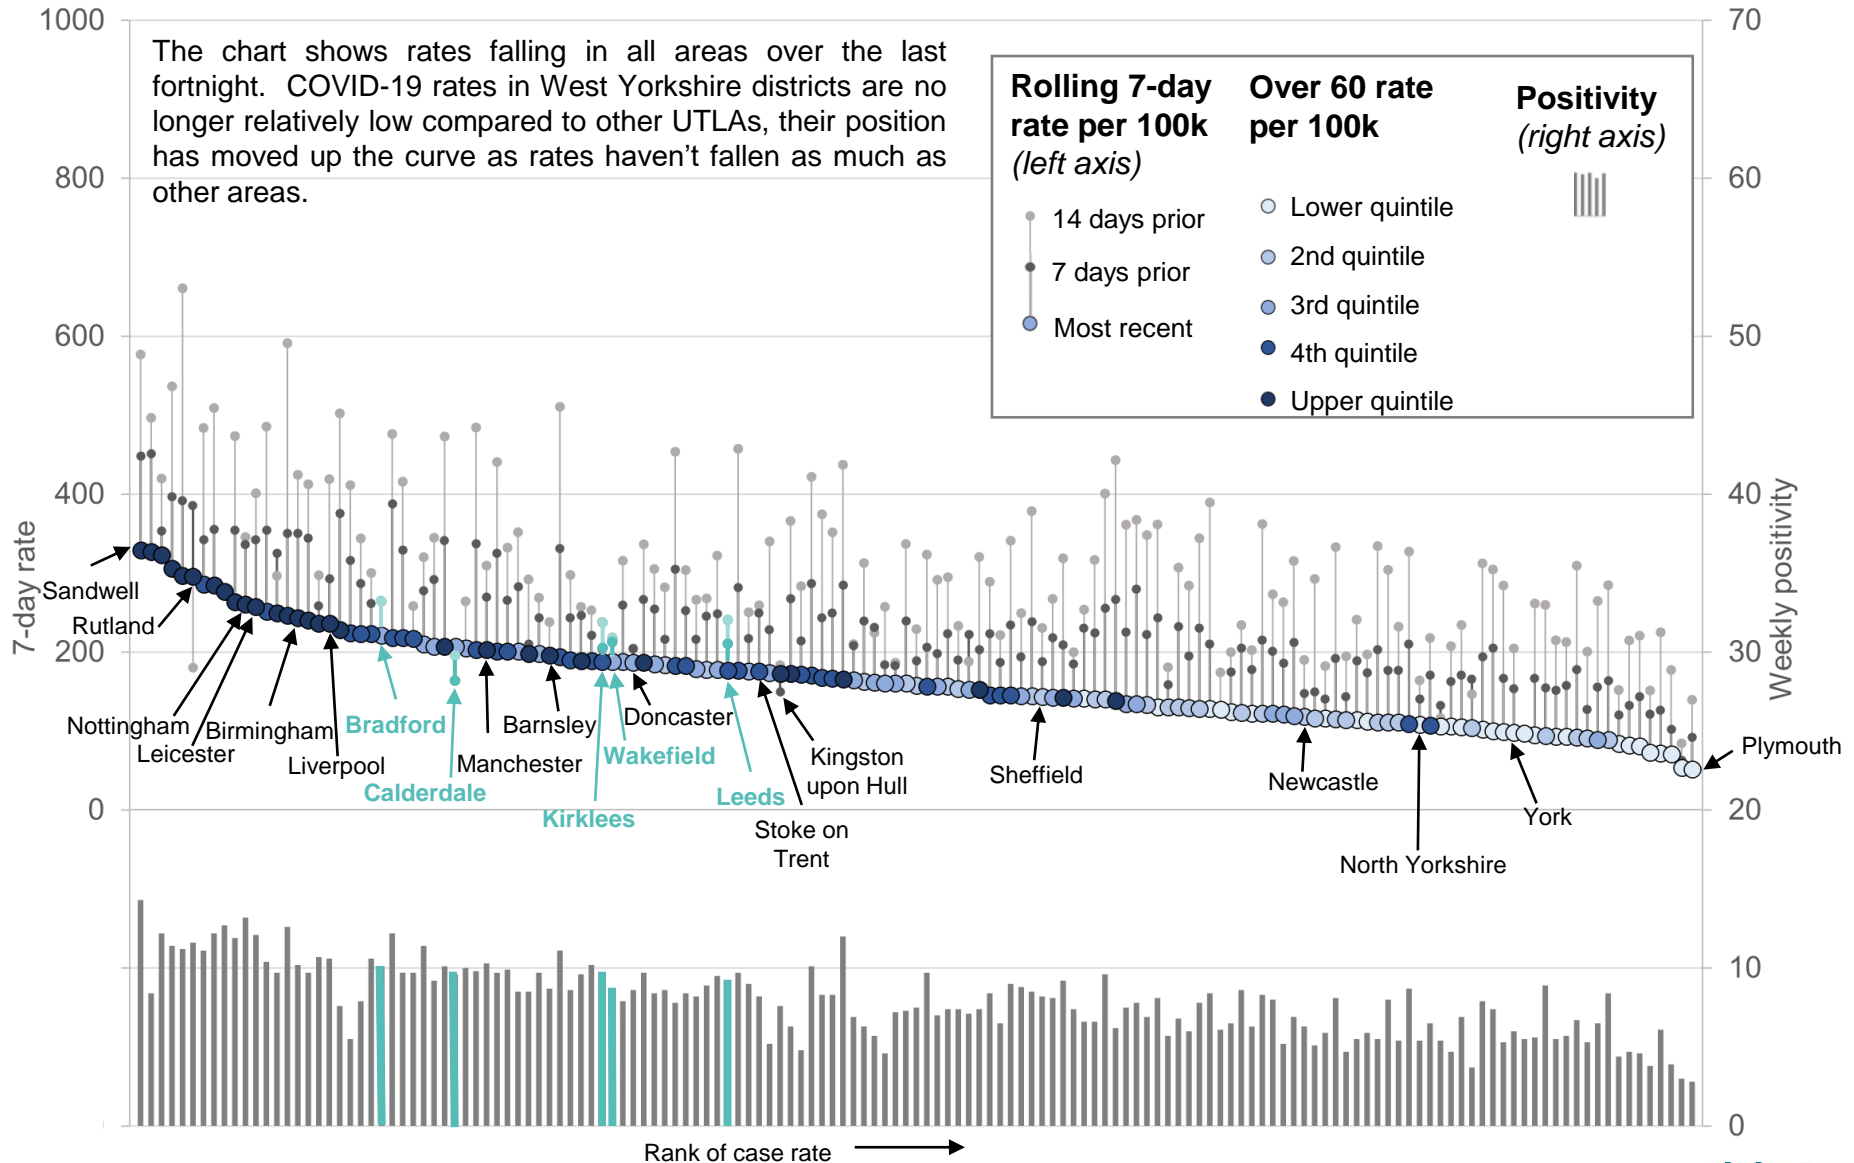 1000
70
The chart shows rates falling in all areas over the last
fortnight. COVID-19 rates in West Yorkshire districts are no
longer relatively low compared to other UTLAs, their position
has moved up the curve as rates haven't fallen as much as
other areas.
Rolling 7-day
rate per 100k
(left axis)
14 days prior
7 days prior
Most recent
Over 60 rate
per 100k
Lower quintile
2nd quintile
3rd quintile
4th quintile
Upper quintile
Positivity
(right axis)
800
60
600
50
400
40
200
30
0
20
10
0
7-day rate
Weekly positivity
Sandwell
Rutland
Nottingham
Leicester
Birmingham
Liverpool
Bradford
Calderdale
Manchester
Barnsley
Kirklees
Wakefield
Doncaster
Leeds
Stoke on
Trent
Kingston
upon Hull
Sheffield
Newcastle
North Yorkshire
York
Plymouth
Rank of case rate